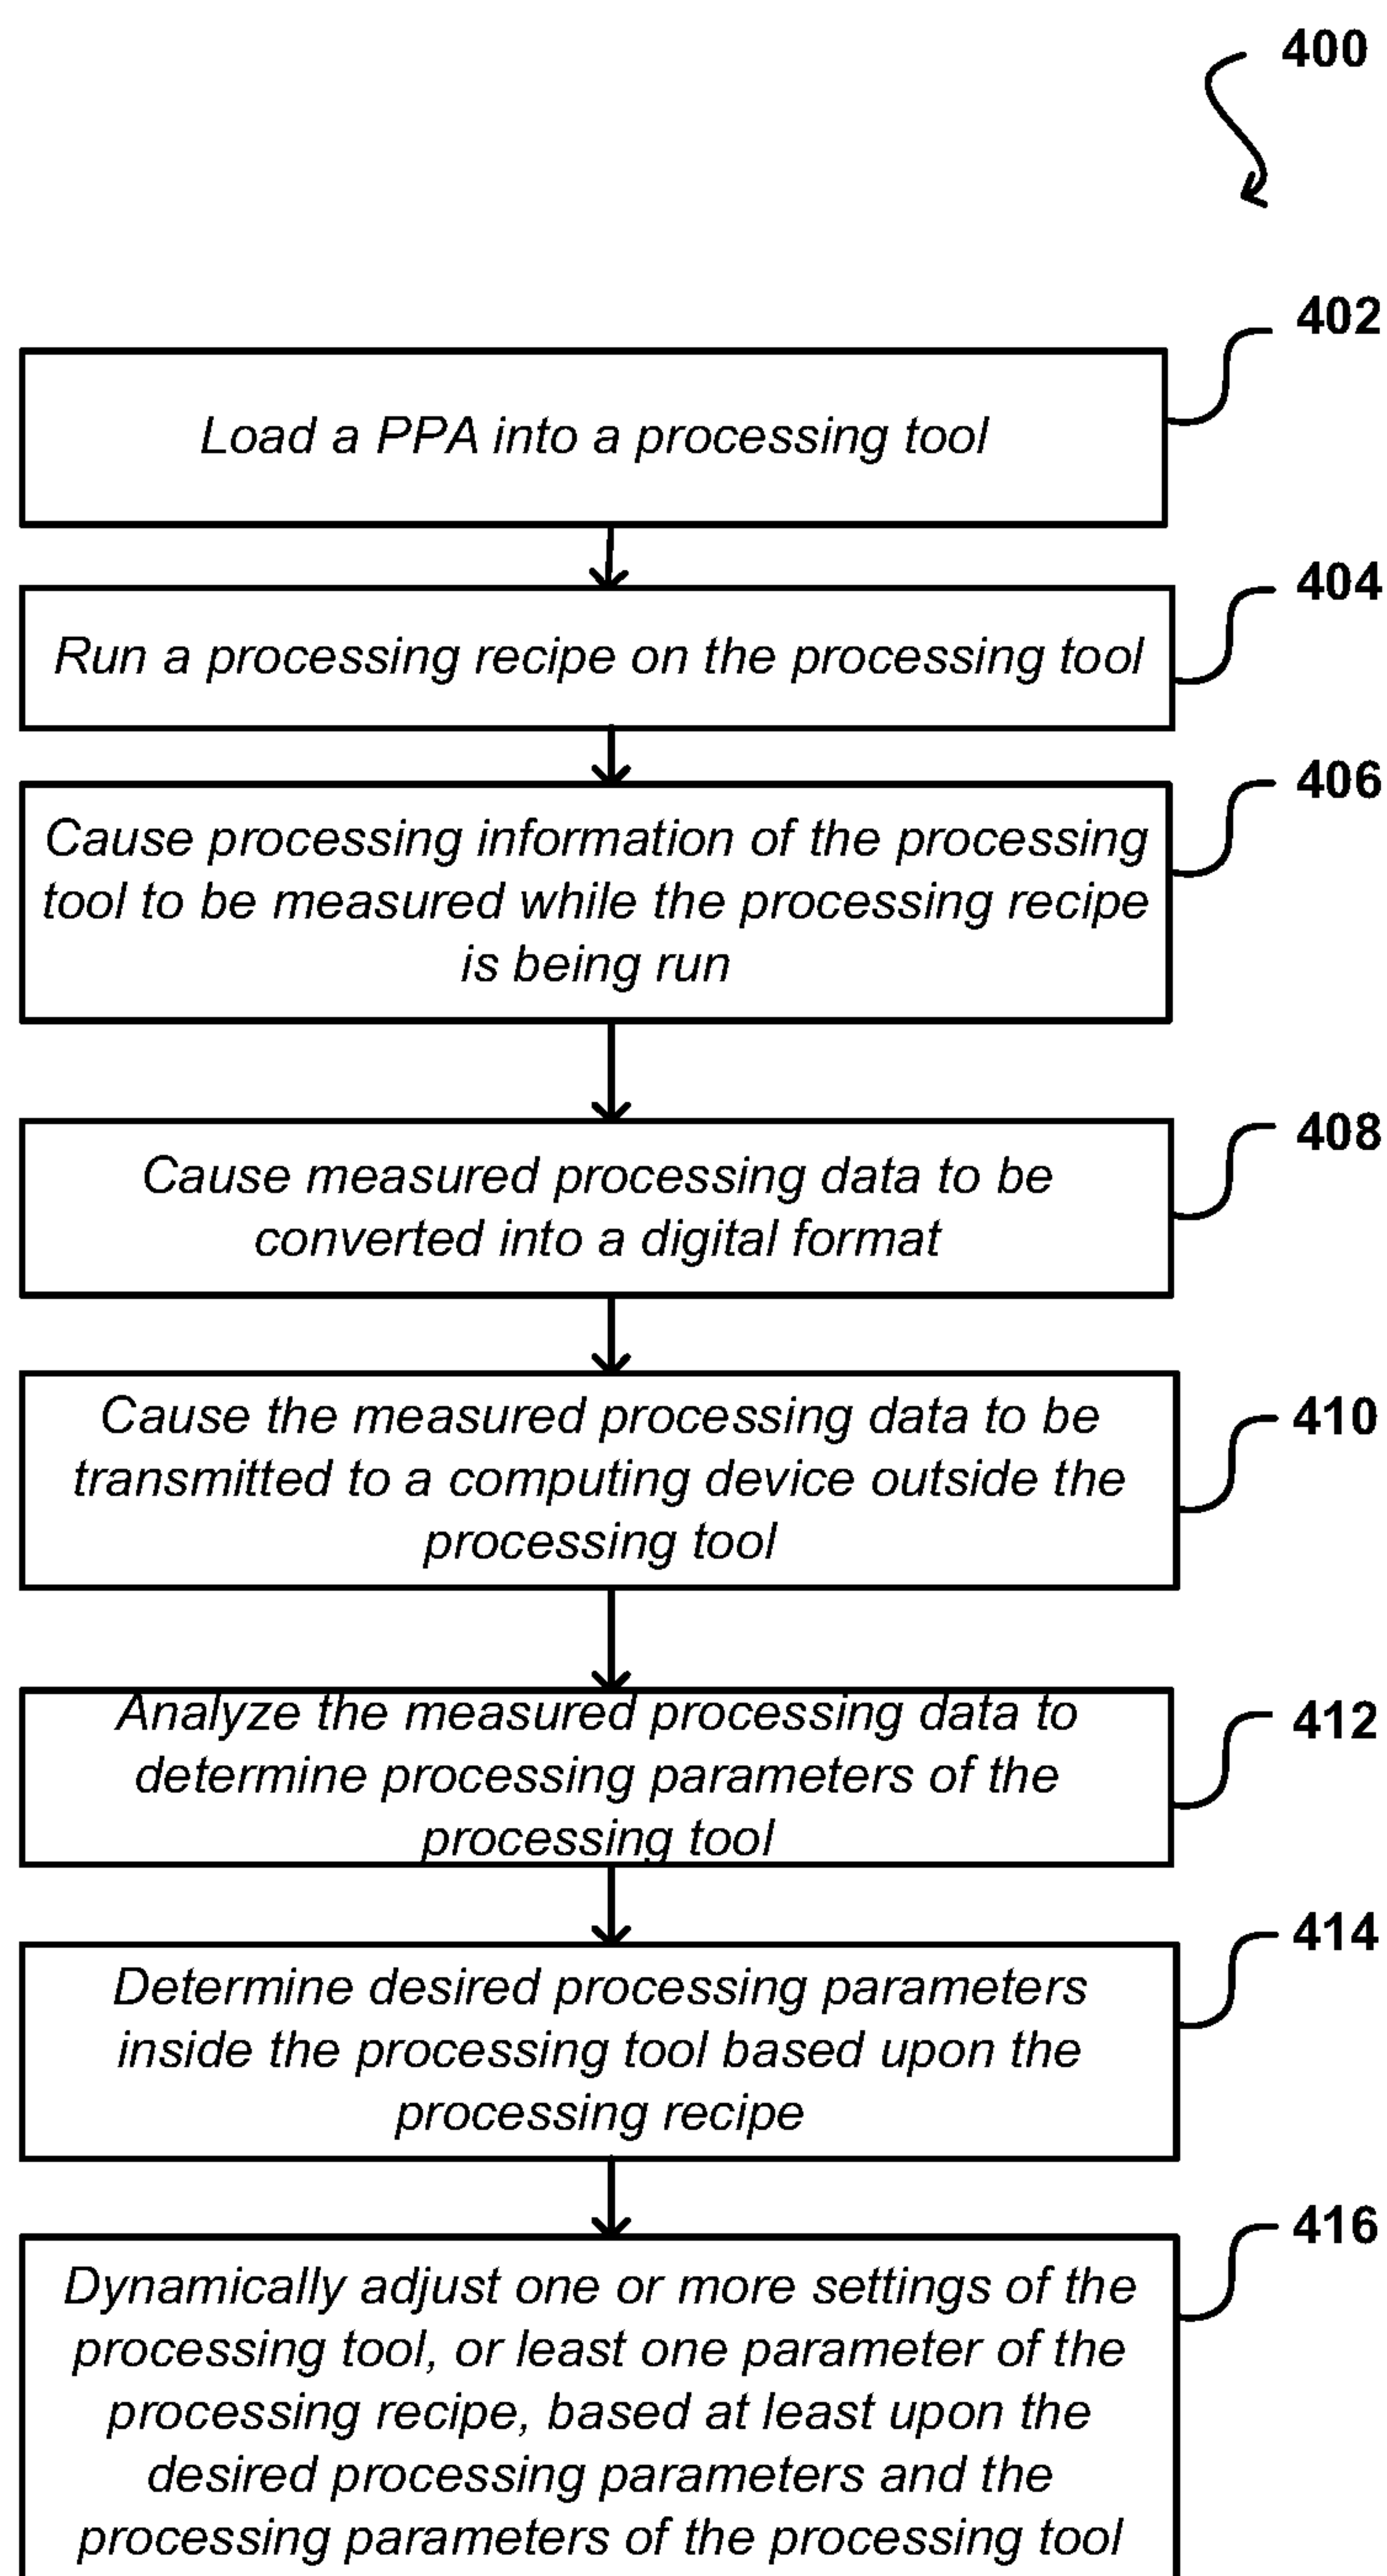 400
402
Load a PPA into a processing tool
404
Run a processing recipe on the processing tool
406
Cause processing information of the processing
tool to be measured while the processing recipe
is being run
408
Cause measured processing data to be
converted into a digital format
410
Cause the measured processing data to be
transmitted to a computing device outside the
processing tool
412
Analyze the measured processing data to
determine processing parameters of the
processing tool
414
Determine desired processing parameters
inside the processing tool based upon the
processing recipe
416
Dynamically adjust one or more settings of the
processing tool, or least one parameter of the
processing recipe, based at least upon the
desired processing parameters and the
processing parameters of the processing tool